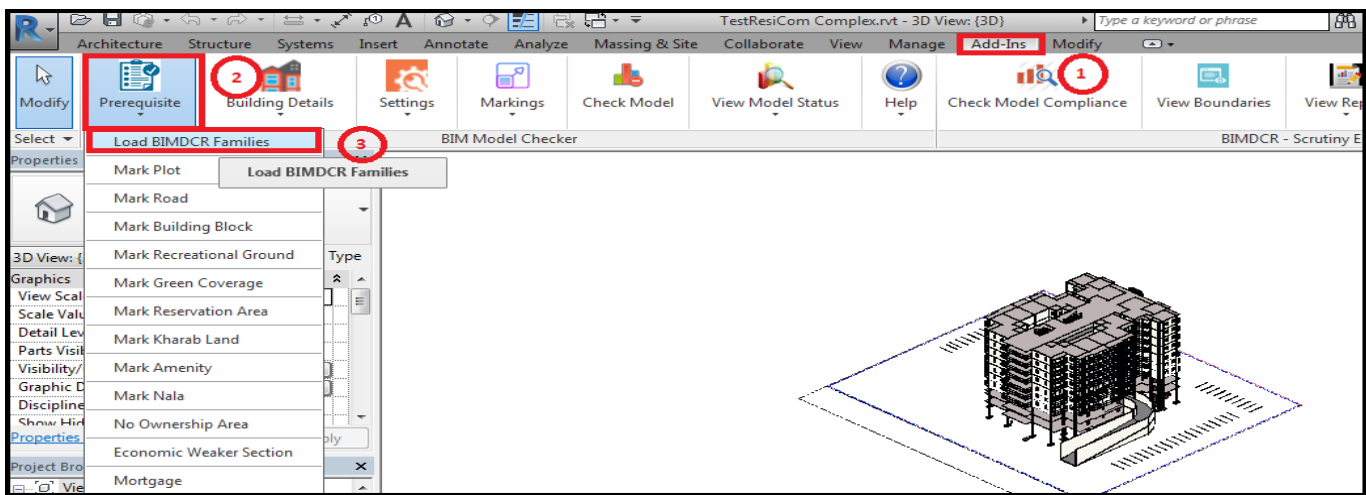 TestResiCom Complex.rvt - 3D View: {3D} Type a keyword or phrase
Architecture Structure Systems Insert Annotate Analyze Massing & Site Collaborate View Manage Add-Ins Modify
2 1
Modify Prerequisite Building Details Settings Markings Check Model View Model Status Help Check Model Compliance View Boundaries View Rep
Select BIM Model Checker BIMDCR - Scrutiny E
Load BIMDCR Families 3
Properties
Mark Plot
Load BIMDCR Families
Mark Road
Mark Building Block
3D View: { Mark Recreational Ground Type
Graphics Mark Green Coverage
View Scal
Scale Valu Mark Reservation Area
Detail Lev
Parts Visib Mark Kharab Land
Visibility/ Mark Amenity
Graphic D
Discipline Mark Nala
Show Hid
No Ownership Area
Properties ply
Economic Weaker Section
Project Bro
Mortgage
Vie